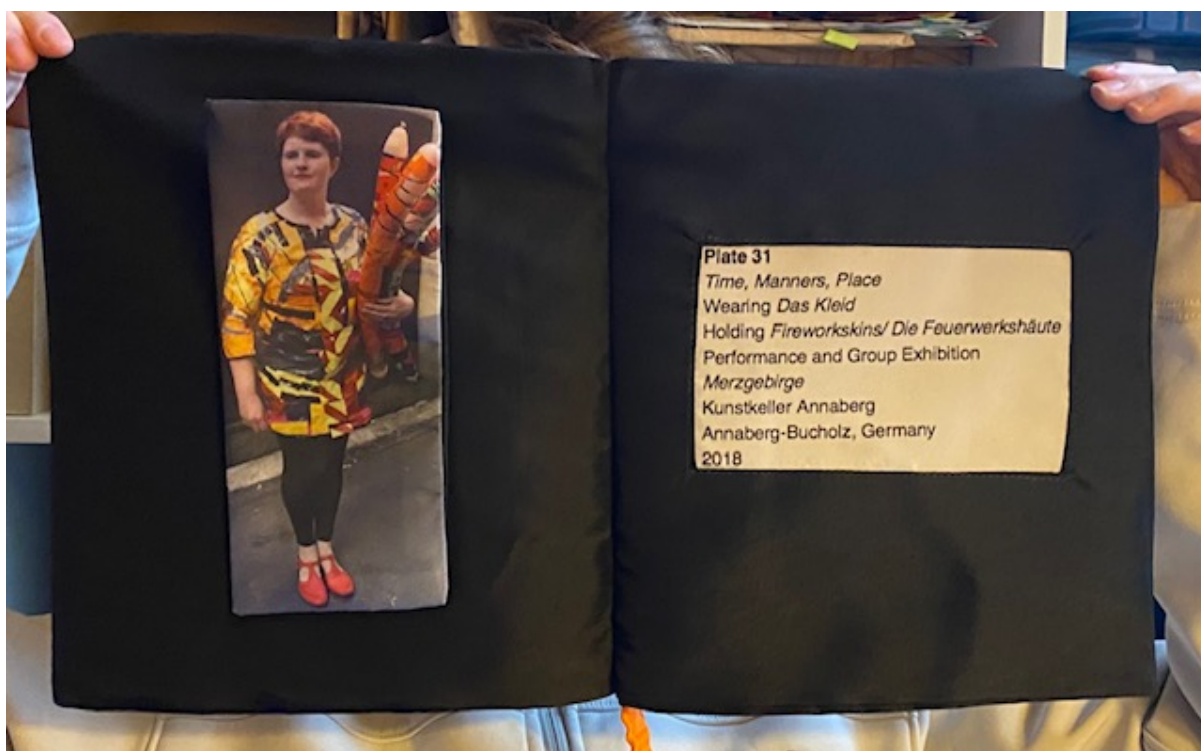 Plate 31
Time, Manners, Place
Wearing Das Kleid
Holding Fireworkskins/ Die Feuerwerkshäute
Performance and Group Exhibition
Merzgebirge
Kunstkeller Annaberg
Annaberg-Bucholz, Germany
2018